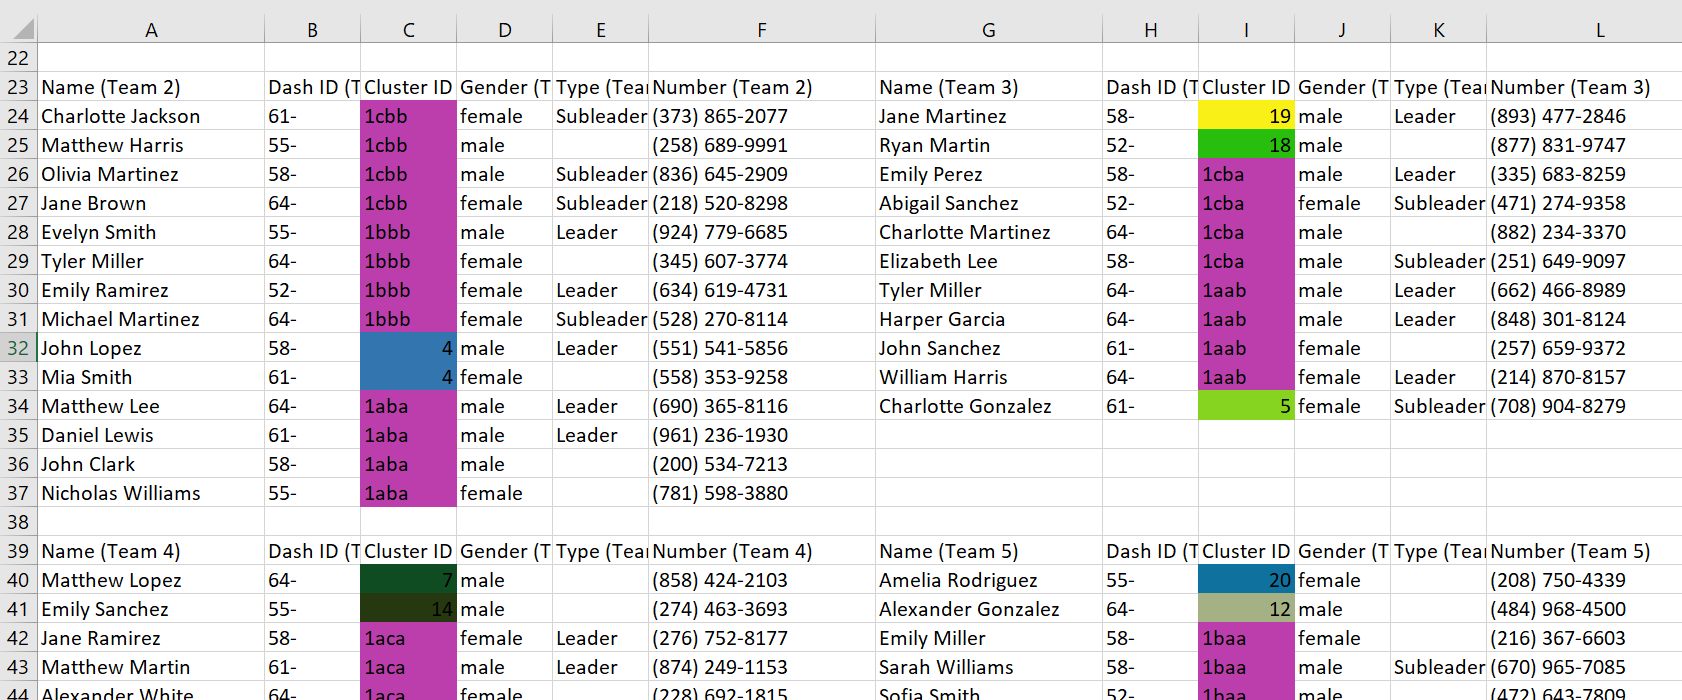 A B C D E F G H I J K L
22
23 Name (Team 2) Dash ID (T Cluster ID Gender (T Type (Tea Number (Team 2) Name (Team 3) Dash ID (T Cluster ID Gender (T Type (Tea Number (Team 3)
24 Charlotte Jackson 61- 1cbb female Subleader (373) 865-2077 Jane Martinez 58- 19 male Leader (893) 477-2846
25 Matthew Harris 55- 1cbb male (258) 689-9991 Ryan Martin 52- 18 male (877) 831-9747
26 Olivia Martinez 58- 1cbb male Subleader (836) 645-2909 Emily Perez 58- 1cba male Leader (335) 683-8259
27 Jane Brown 64- 1cbb female Subleader (218) 520-8298 Abigail Sanchez 52- 1cba female Subleader (471) 274-9358
28 Evelyn Smith 55- 1bbb male Leader (924) 779-6685 Charlotte Martinez 64- 1cba male (882) 234-3370
29 Tyler Miller 64- 1bbb female (345) 607-3774 Elizabeth Lee 58- 1cba male Subleader (251) 649-9097
30 Emily Ramirez 52- 1bbb female Leader (634) 619-4731 Tyler Miller 64- 1aab male Leader (662) 466-8989
31 Michael Martinez 64- 1bbb female Subleader (528) 270-8114 Harper Garcia 64- 1aab male Leader (848) 301-8124
32 John Lopez 58- 4 male Leader (551) 541-5856 John Sanchez 61- 1aab female (257) 659-9372
33 Mia Smith 61- 4 female (558) 353-9258 William Harris 64- 1aab female Leader (214) 870-8157
34 Matthew Lee 64- 1aba male Leader (690) 365-8116 Charlotte Gonzalez 61- 5 female Subleader (708) 904-8279
35 Daniel Lewis 61- 1aba male Leader (961) 236-1930
36 John Clark 58- 1aba male (200) 534-7213
37 Nicholas Williams 55- 1aba female (781) 598-3880
38
39 Name (Team 4) Dash ID (T Cluster ID Gender (T Type (Tea Number (Team 4) Name (Team 5) Dash ID (T Cluster ID Gender (T Type (Tea Number (Team 5)
40 Matthew Lopez 64- 7 male (858) 424-2103 Amelia Rodriguez 55- 20 female (208) 750-4339
41 Emily Sanchez 55- 14 male (274) 463-3693 Alexander Gonzalez 64- 12 male (484) 968-4500
42 Jane Ramirez 58- 1aca female Leader (276) 752-8177 Emily Miller 58- 1baa female (216) 367-6603
43 Matthew Martin 61- 1aca male Leader (874) 249-1153 Sarah Williams 58- 1baa male Subleader (670) 965-7085
44 Alexander White 64- 1aca female (228) 692-1815 Sofia Smith 52- 1baa male (472) 643-7809